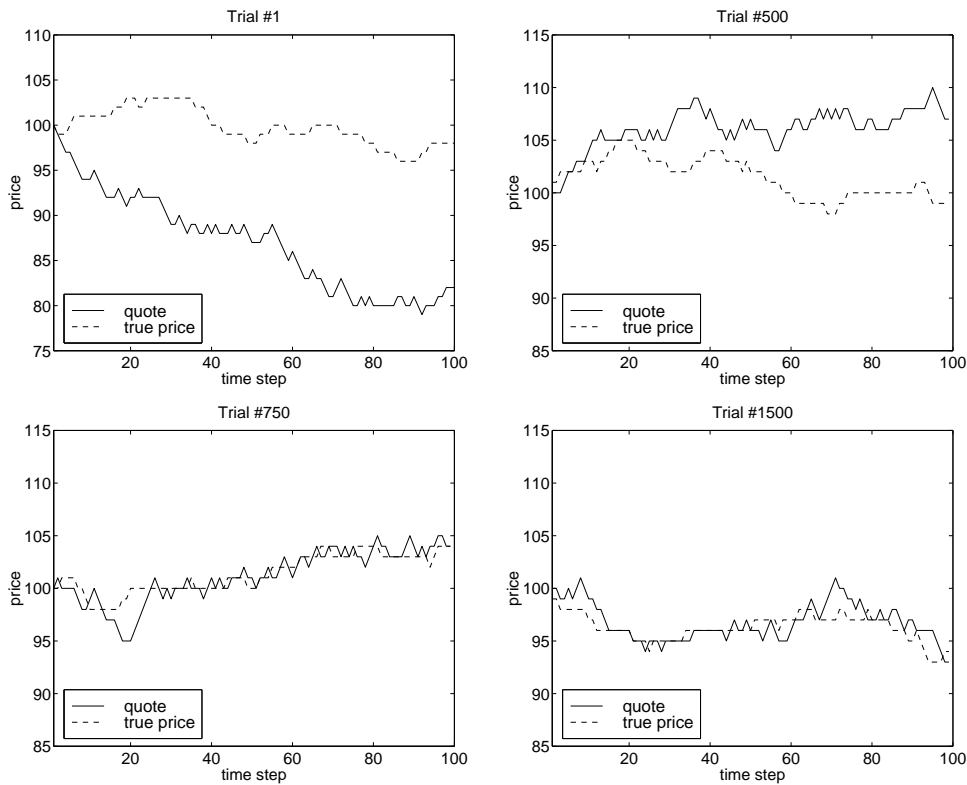 Trial #1
110
105
100
95
90
85
80
75
price
20 40 60 80 100
time step
quote
true price
Trial #500
115
110
105
100
95
90
85
price
20 40 60 80 100
time step
quote
true price
Trial #750
115
110
105
100
95
90
85
price
20 40 60 80 100
time step
quote
true price
Trial #1500
115
110
105
100
95
90
85
price
20 40 60 80 100
time step
quote
true price